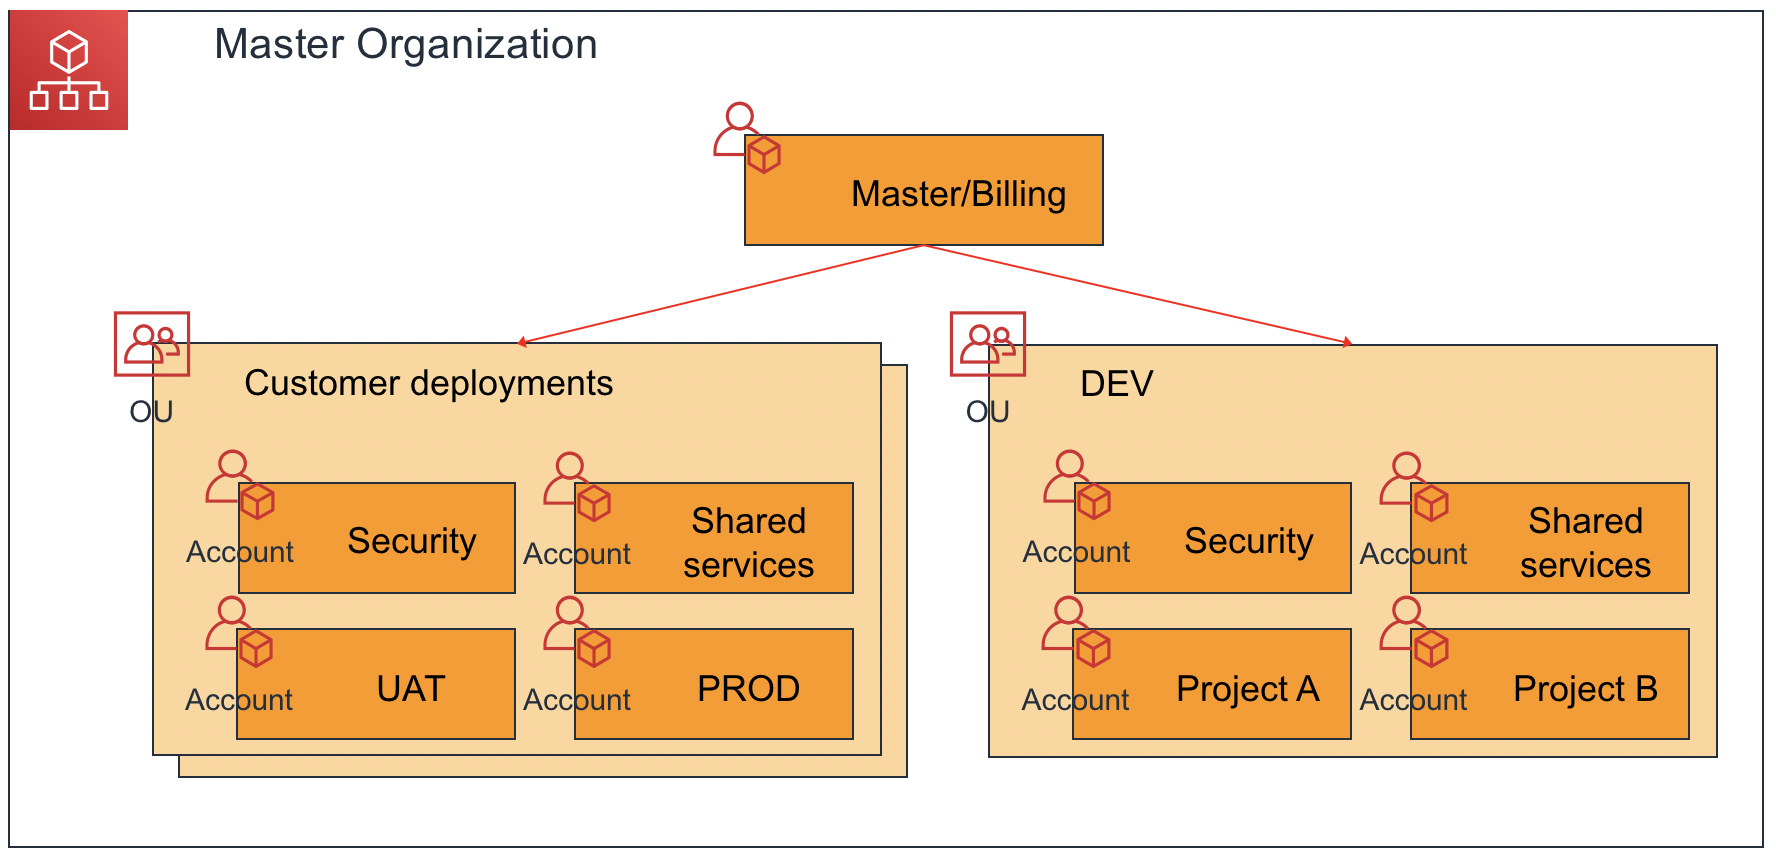 Master Organization
Master/Billing
OU
Customer deployments
Account
Security
Account
Shared
services
Account
UAT
Account
PROD
OU
DEV
Account
Security
Account
Shared
services
Account
Project A
Account
Project B